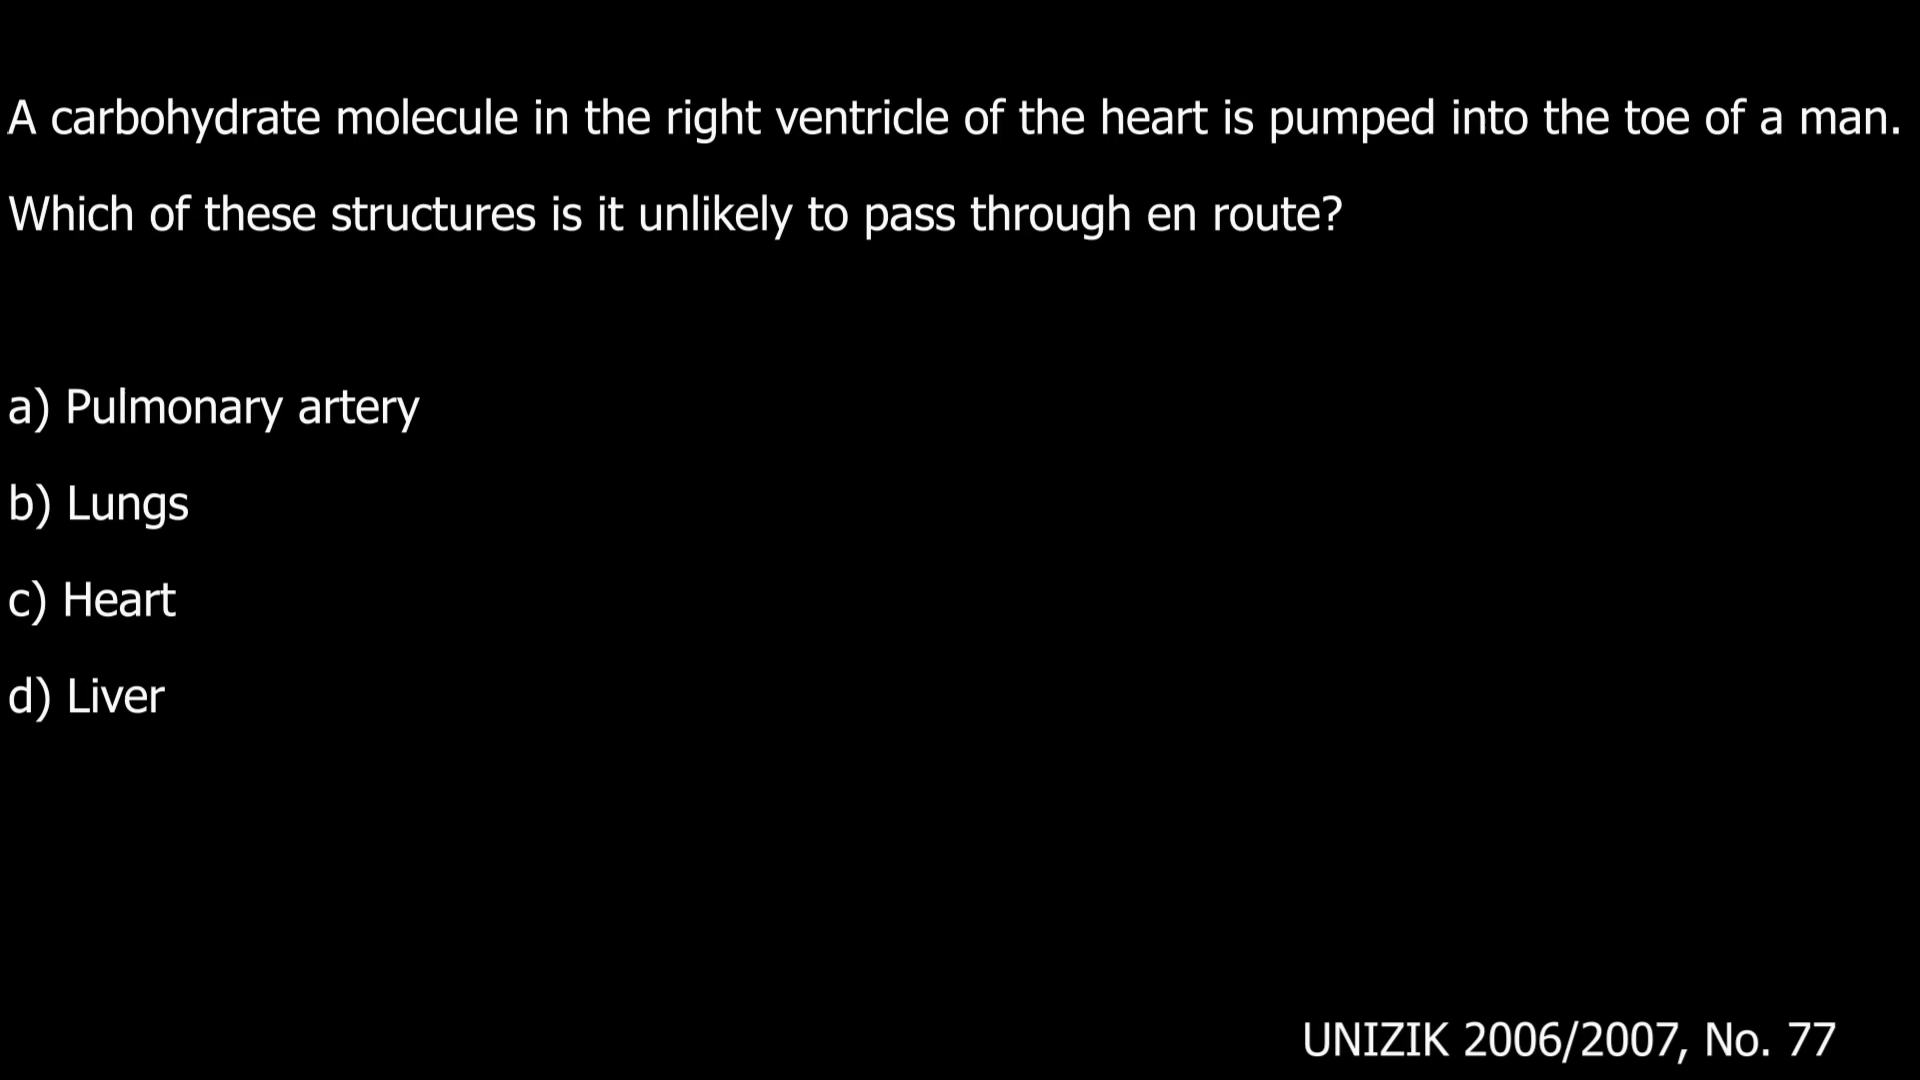 A carbohydrate molecule in the right ventricle of the heart is pumped into the toe of a man.
Which of these structures is it unlikely to pass through en route?
a) Pulmonary artery
b) Lungs
c) Heart
d) Liver
UNIZIK 2006/2007, No. 77